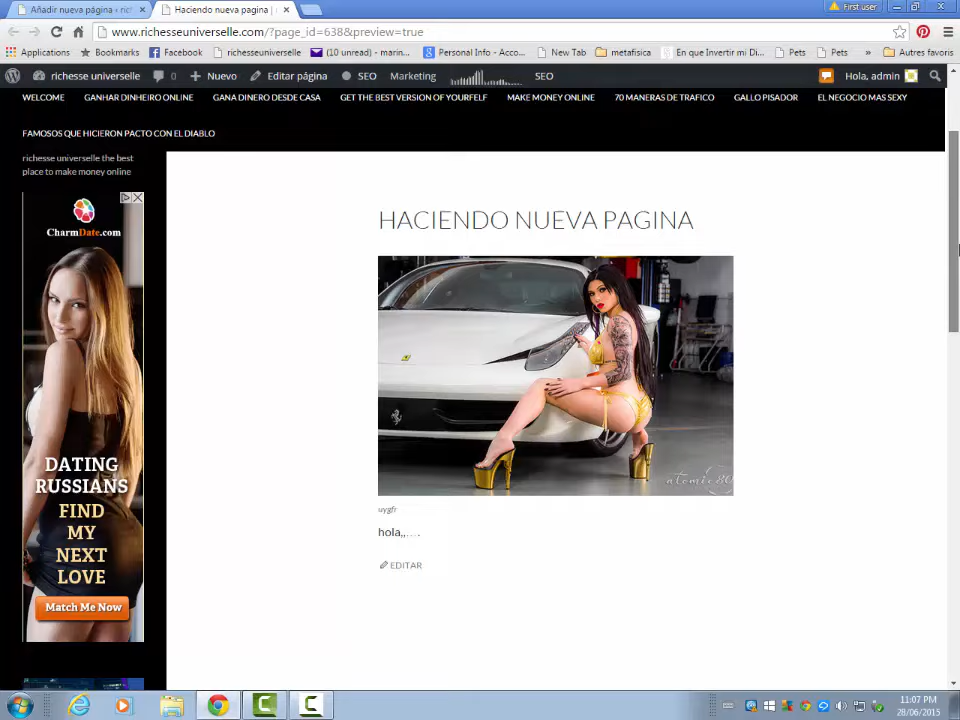 Añadir nueva página ‹ ric
Haciendo nueva pagina |
First user
www.richesseuniverselle.com/?page_id=638&preview=true
Applications
Bookmarks
Facebook
richesseuniverselle
(10 unread) - marin...
Personal Info - Acco...
New Tab
metafisica
En que Invertir mi Di...
Pets
Pets
»
Autres favoris
richesse universelle
0
Nuevo
Editar página
SEO
Marketing
SEO
Hola, admin
WELCOME
GANHAR DINHEIRO ONLINE
GANA DINERO DESDE CASA
GET THE BEST VERSION OF YOURFELF
MAKE MONEY ONLINE
70 MANERAS DE TRAFICO
GALLO PISADOR
EL NEGOCIO MAS SEXY
FAMOSOS QUE HICIERON PACTO CON EL DIABLO
richesse universelle the best
place to make money online
CharmDate.com
DATING
RUSSIANS
FIND
MY
NEXT
LOVE
Match Me Now
HACIENDO NUEVA PAGINA
uygfr
hola,,....
EDITAR
11:07 PM
28/06/2015